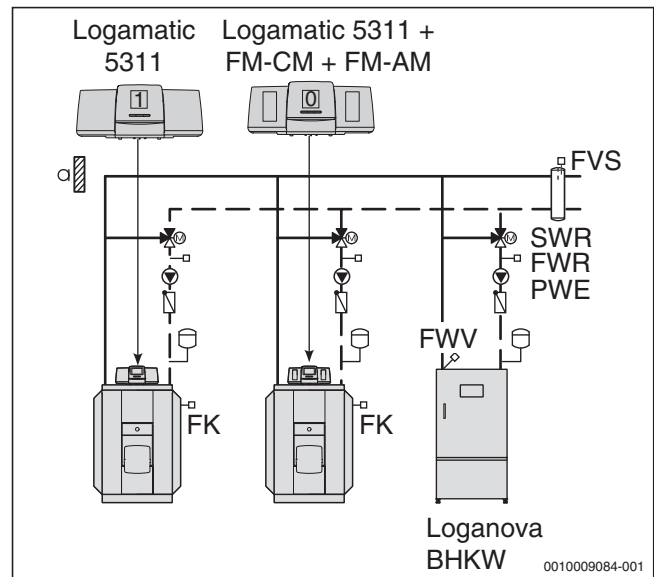 Logamatic
5311
Logamatic 5311 +
FM-CM + FM-AM
1
0
FVS
M
M
M
SWR
FWR
PWE
FWV
FK
FK
Loganova
BHKW
0010009084-001